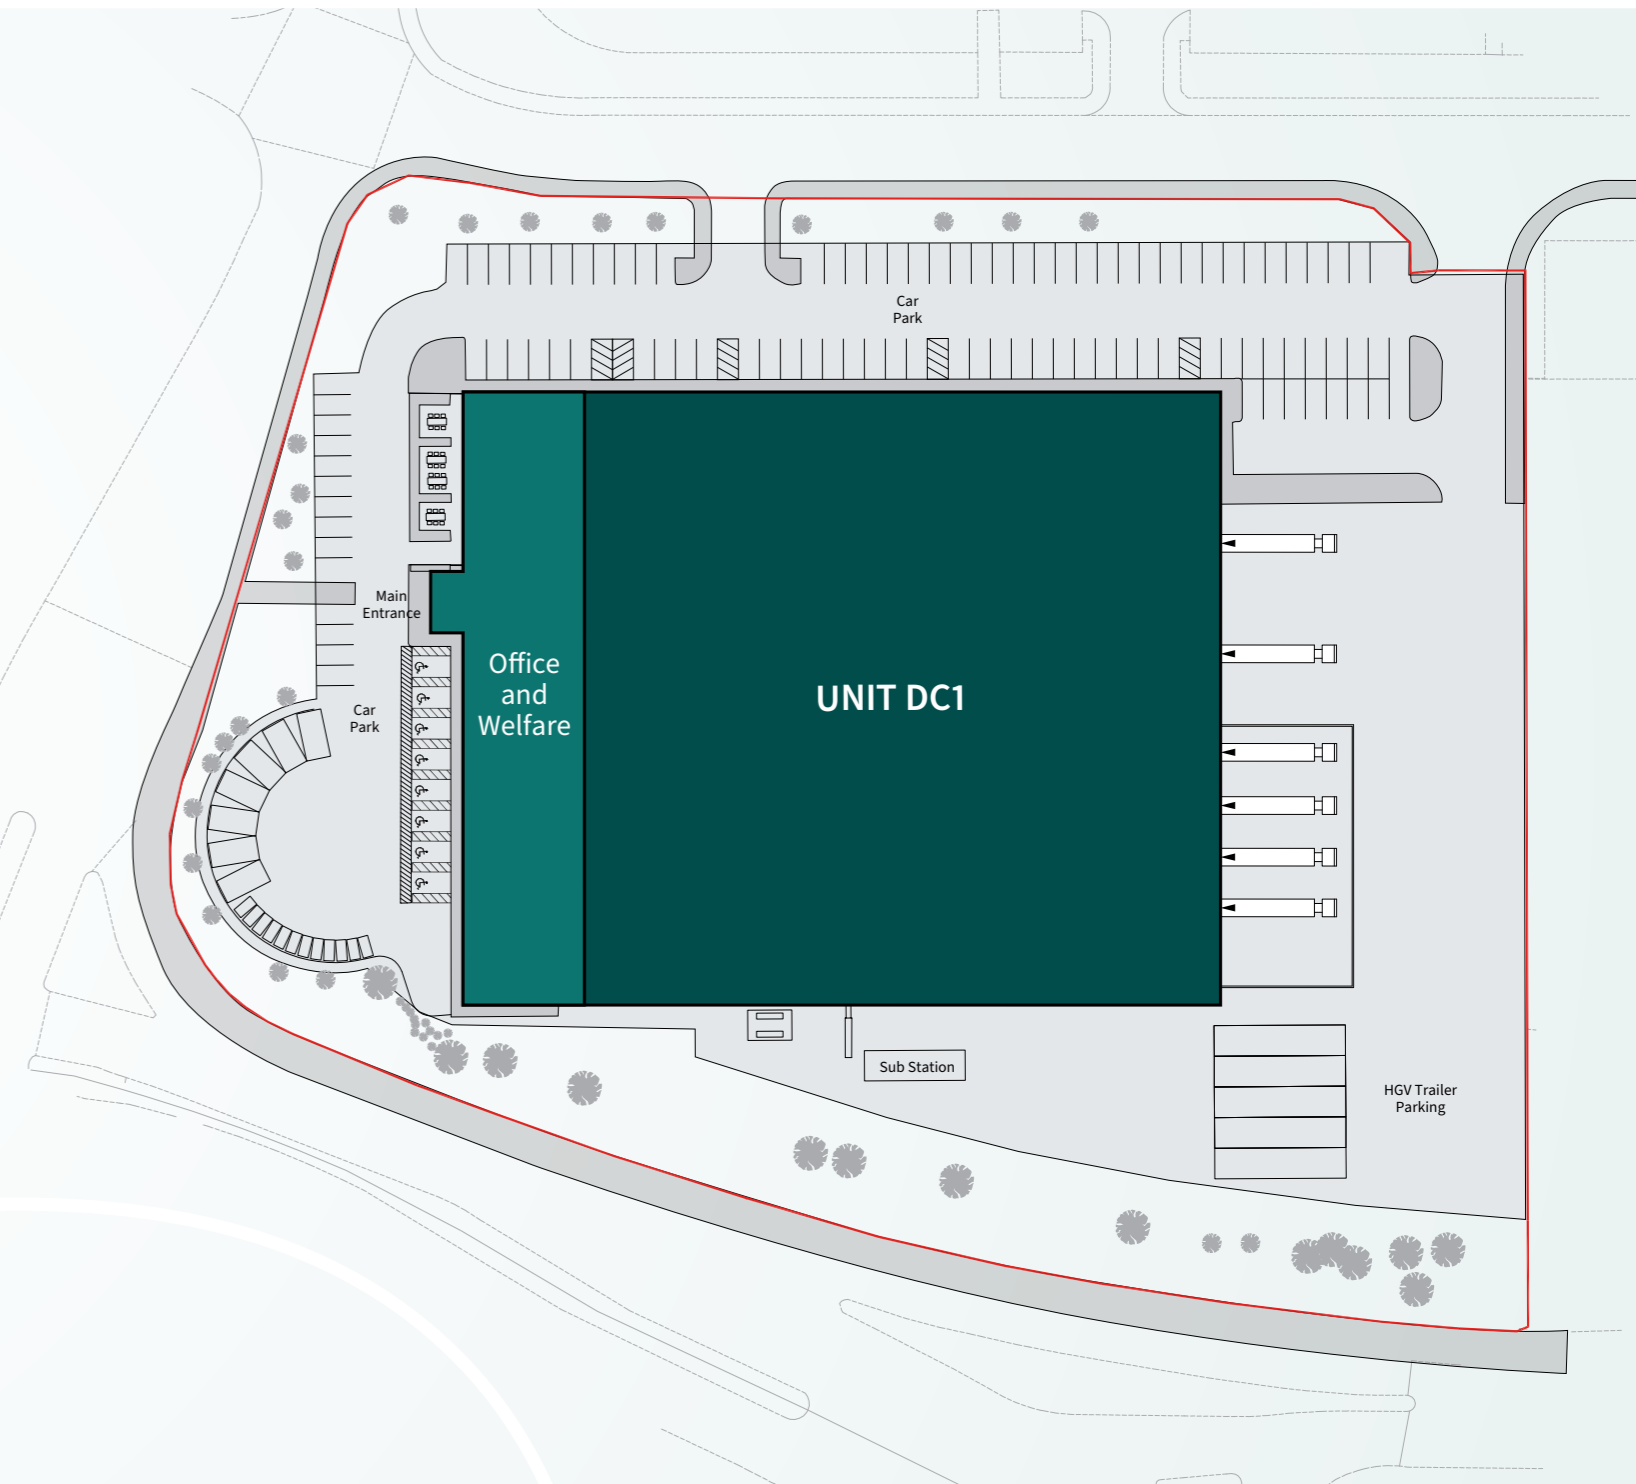 Car
Park
Main
Entrance
Office
and
Welfare
UNIT DC1
Car
Park
Sub Station
HGV Trailer
Parking